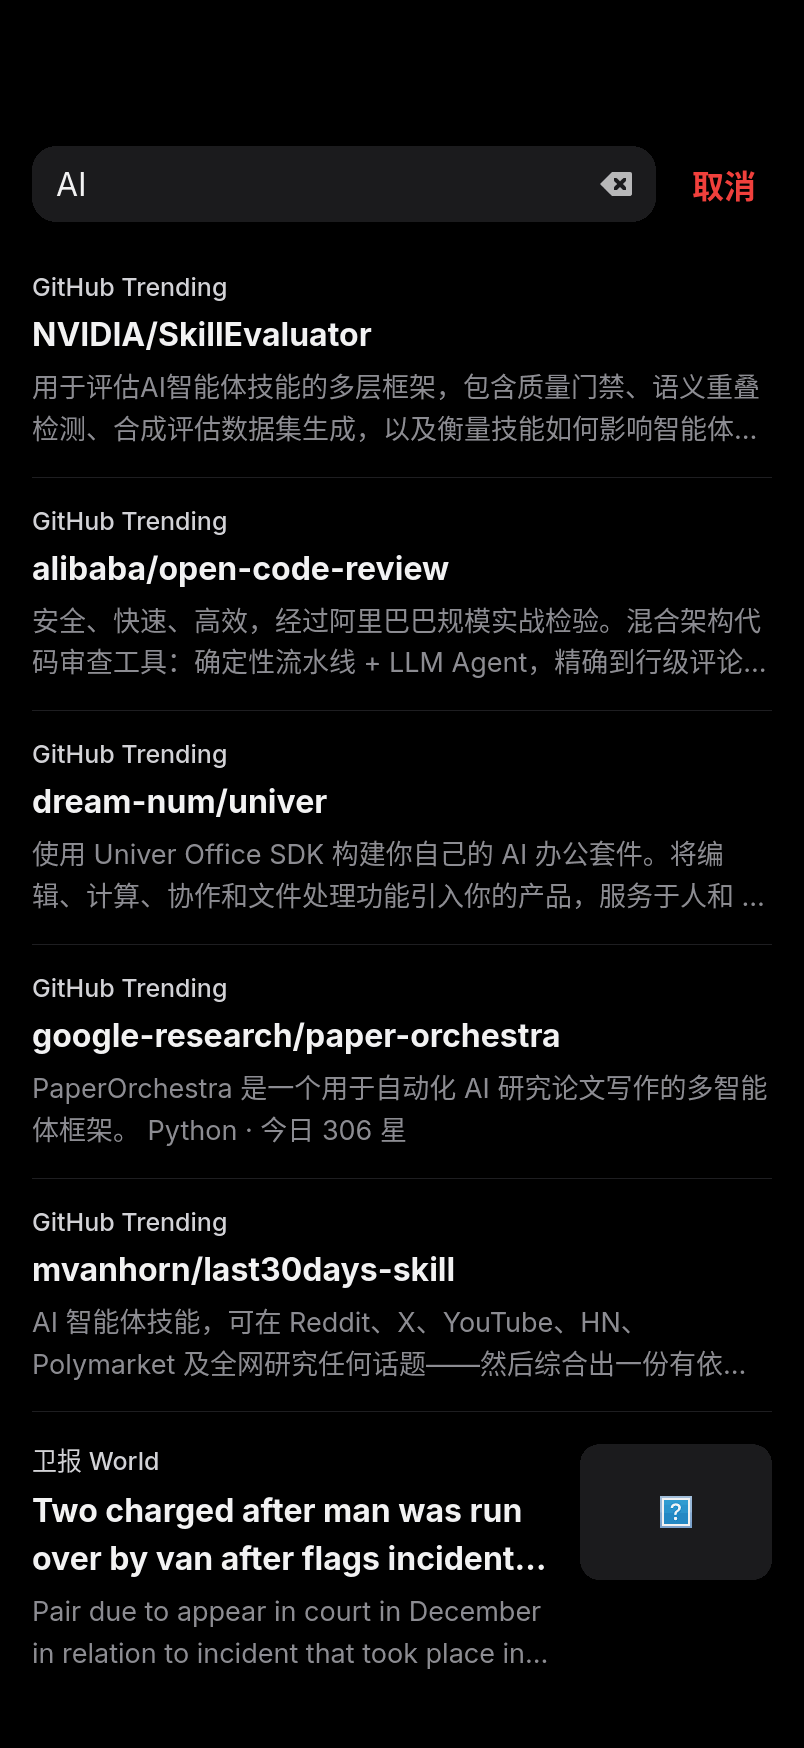 AI
取消
GitHub Trending
NVIDIA/SkillEvaluator
用于评估AI智能体技能的多层框架，包含质量门禁、语义重叠
检测、合成评估数据集生成，以及衡量技能如何影响智能体...
GitHub Trending
alibaba/open-code-review
安全、快速、高效，经过阿里巴巴规模实战检验。混合架构代
码审查工具：确定性流水线 + LLM Agent，精确到行级评论...
GitHub Trending
dream-num/univer
使用 Univer Office SDK 构建你自己的 AI 办公套件。将编
辑、计算、协作和文件处理功能引入你的产品，服务于人和 ...
GitHub Trending
google-research/paper-orchestra
PaperOrchestra 是一个用于自动化 AI 研究论文写作的多智能
体框架。 Python · 今日 306 星
GitHub Trending
mvanhorn/last30days-skill
AI 智能体技能，可在 Reddit、X、YouTube、HN、
Polymarket 及全网研究任何话题——然后综合出一份有依...
卫报 World
Two charged after man was run
over by van after flags incident...
Pair due to appear in court in December
in relation to incident that took place in...